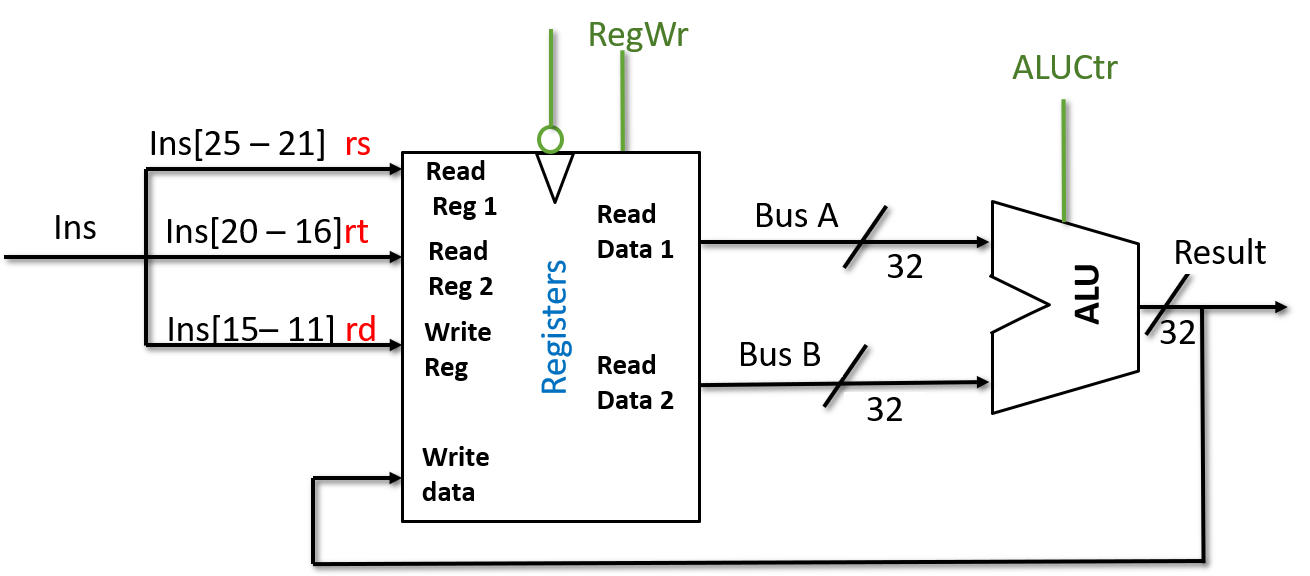 RegWr
ALUCtr
Ins[25 – 21] rs
Ins
Ins[20 – 16]rt
Ins[15– 11] rd
Read
Reg 1
Read
Reg 2
Write
Reg
Write
data
Registers
Read
Data 1
Read
Data 2
Bus A
32
Bus B
32
ALU
Result
32